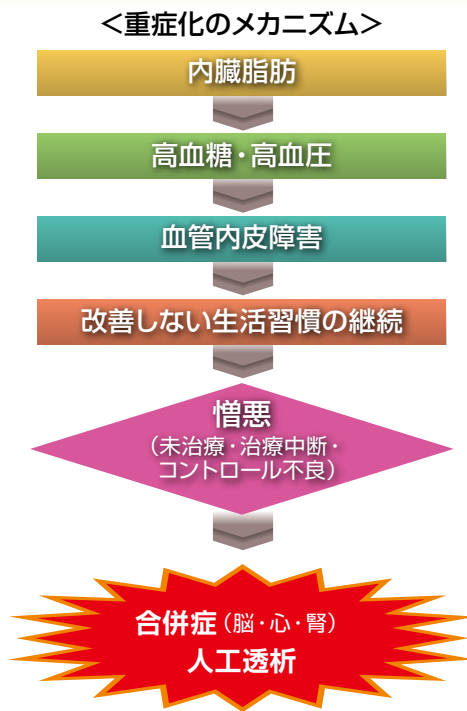 ＜重症化のメカニズム＞
内臓脂肪
高血糖・高血圧
血管内皮障害
改善しない生活習慣の継続
憎悪
（未治療・治療中断・
コントロール不良）
合併症（脳・心・腎）
人工透析